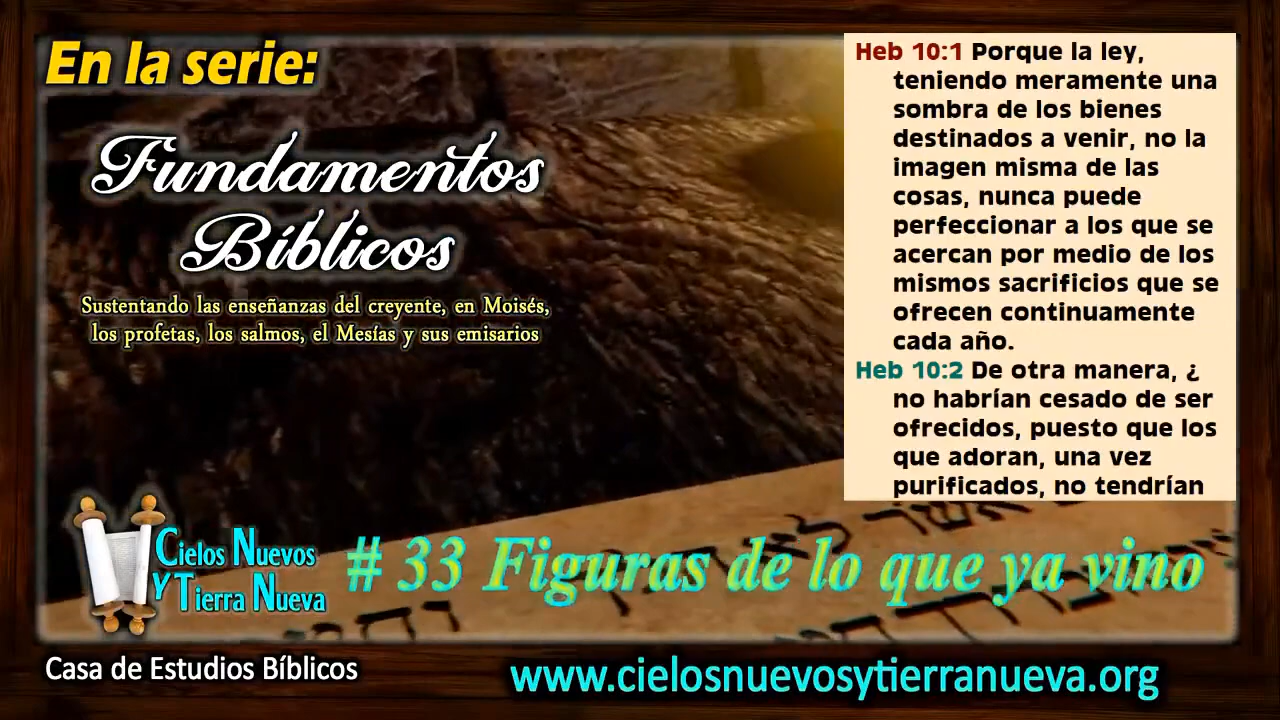 En la serie:
Fundamentos
Bíblicos
Sustentando las enseñanzas del creyente, en Moisés,
los profetas, los salmos, el Mesías y sus emisarios
Heb 10:1 Porque la ley,
teniendo meramente una
sombra de los bienes
destinados a venir, no la
imagen misma de las
cosas, nunca puede
perfeccionar a los que se
acercan por medio de los
mismos sacrificios que se
ofrecen continuamente
cada año.
Heb 10:2 De otra manera, ¿
no habrían cesado de ser
ofrecidos, puesto que los
que adoran, una vez
purificados, no tendrían
Cielos Nuevos
Y Tierra Nueva
# 33 Figuras de lo que ya vino
Casa de Estudios Bíblicos
www.cielosnuevosytierranueva.org